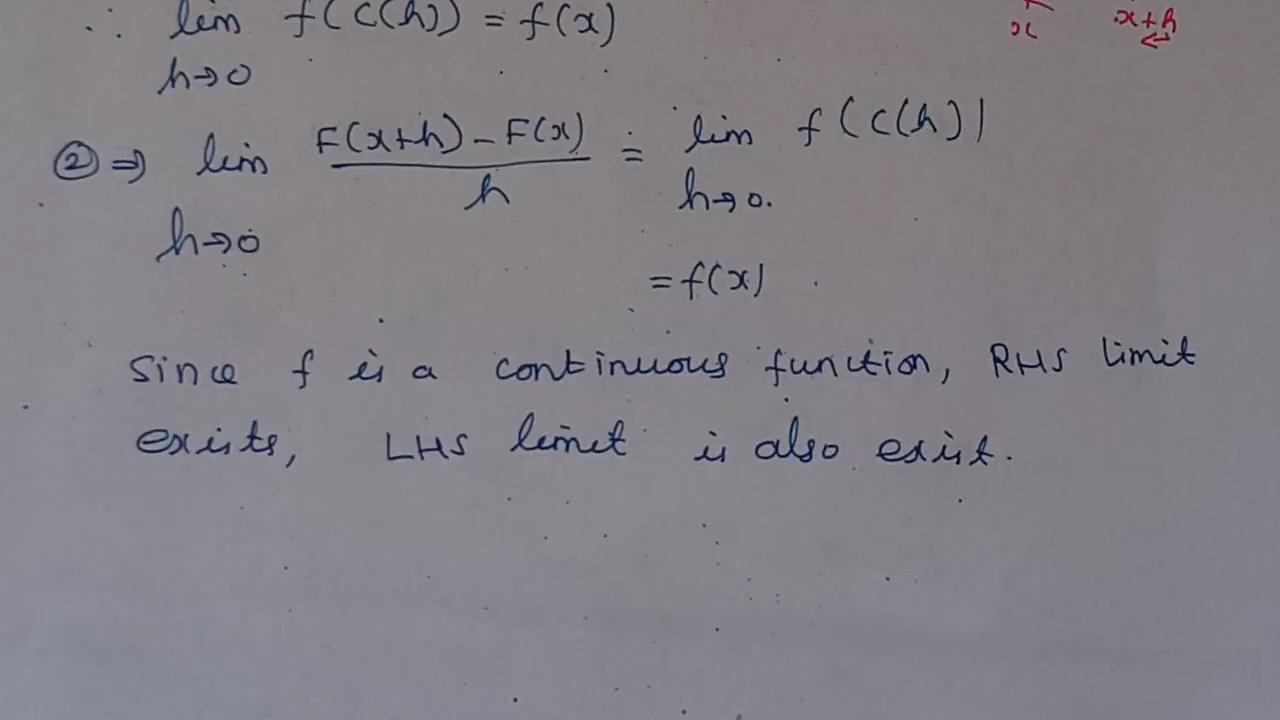 ∴ lim f(c(h)) = f(x)
h→0
x x+h
② ⇒ lim F(x+h) - F(x) / h = lim f(c(h))
h→0 h→0.
= f(x)
Since f is a continuous function, RHS limit
exists, LHS limit is also exist.